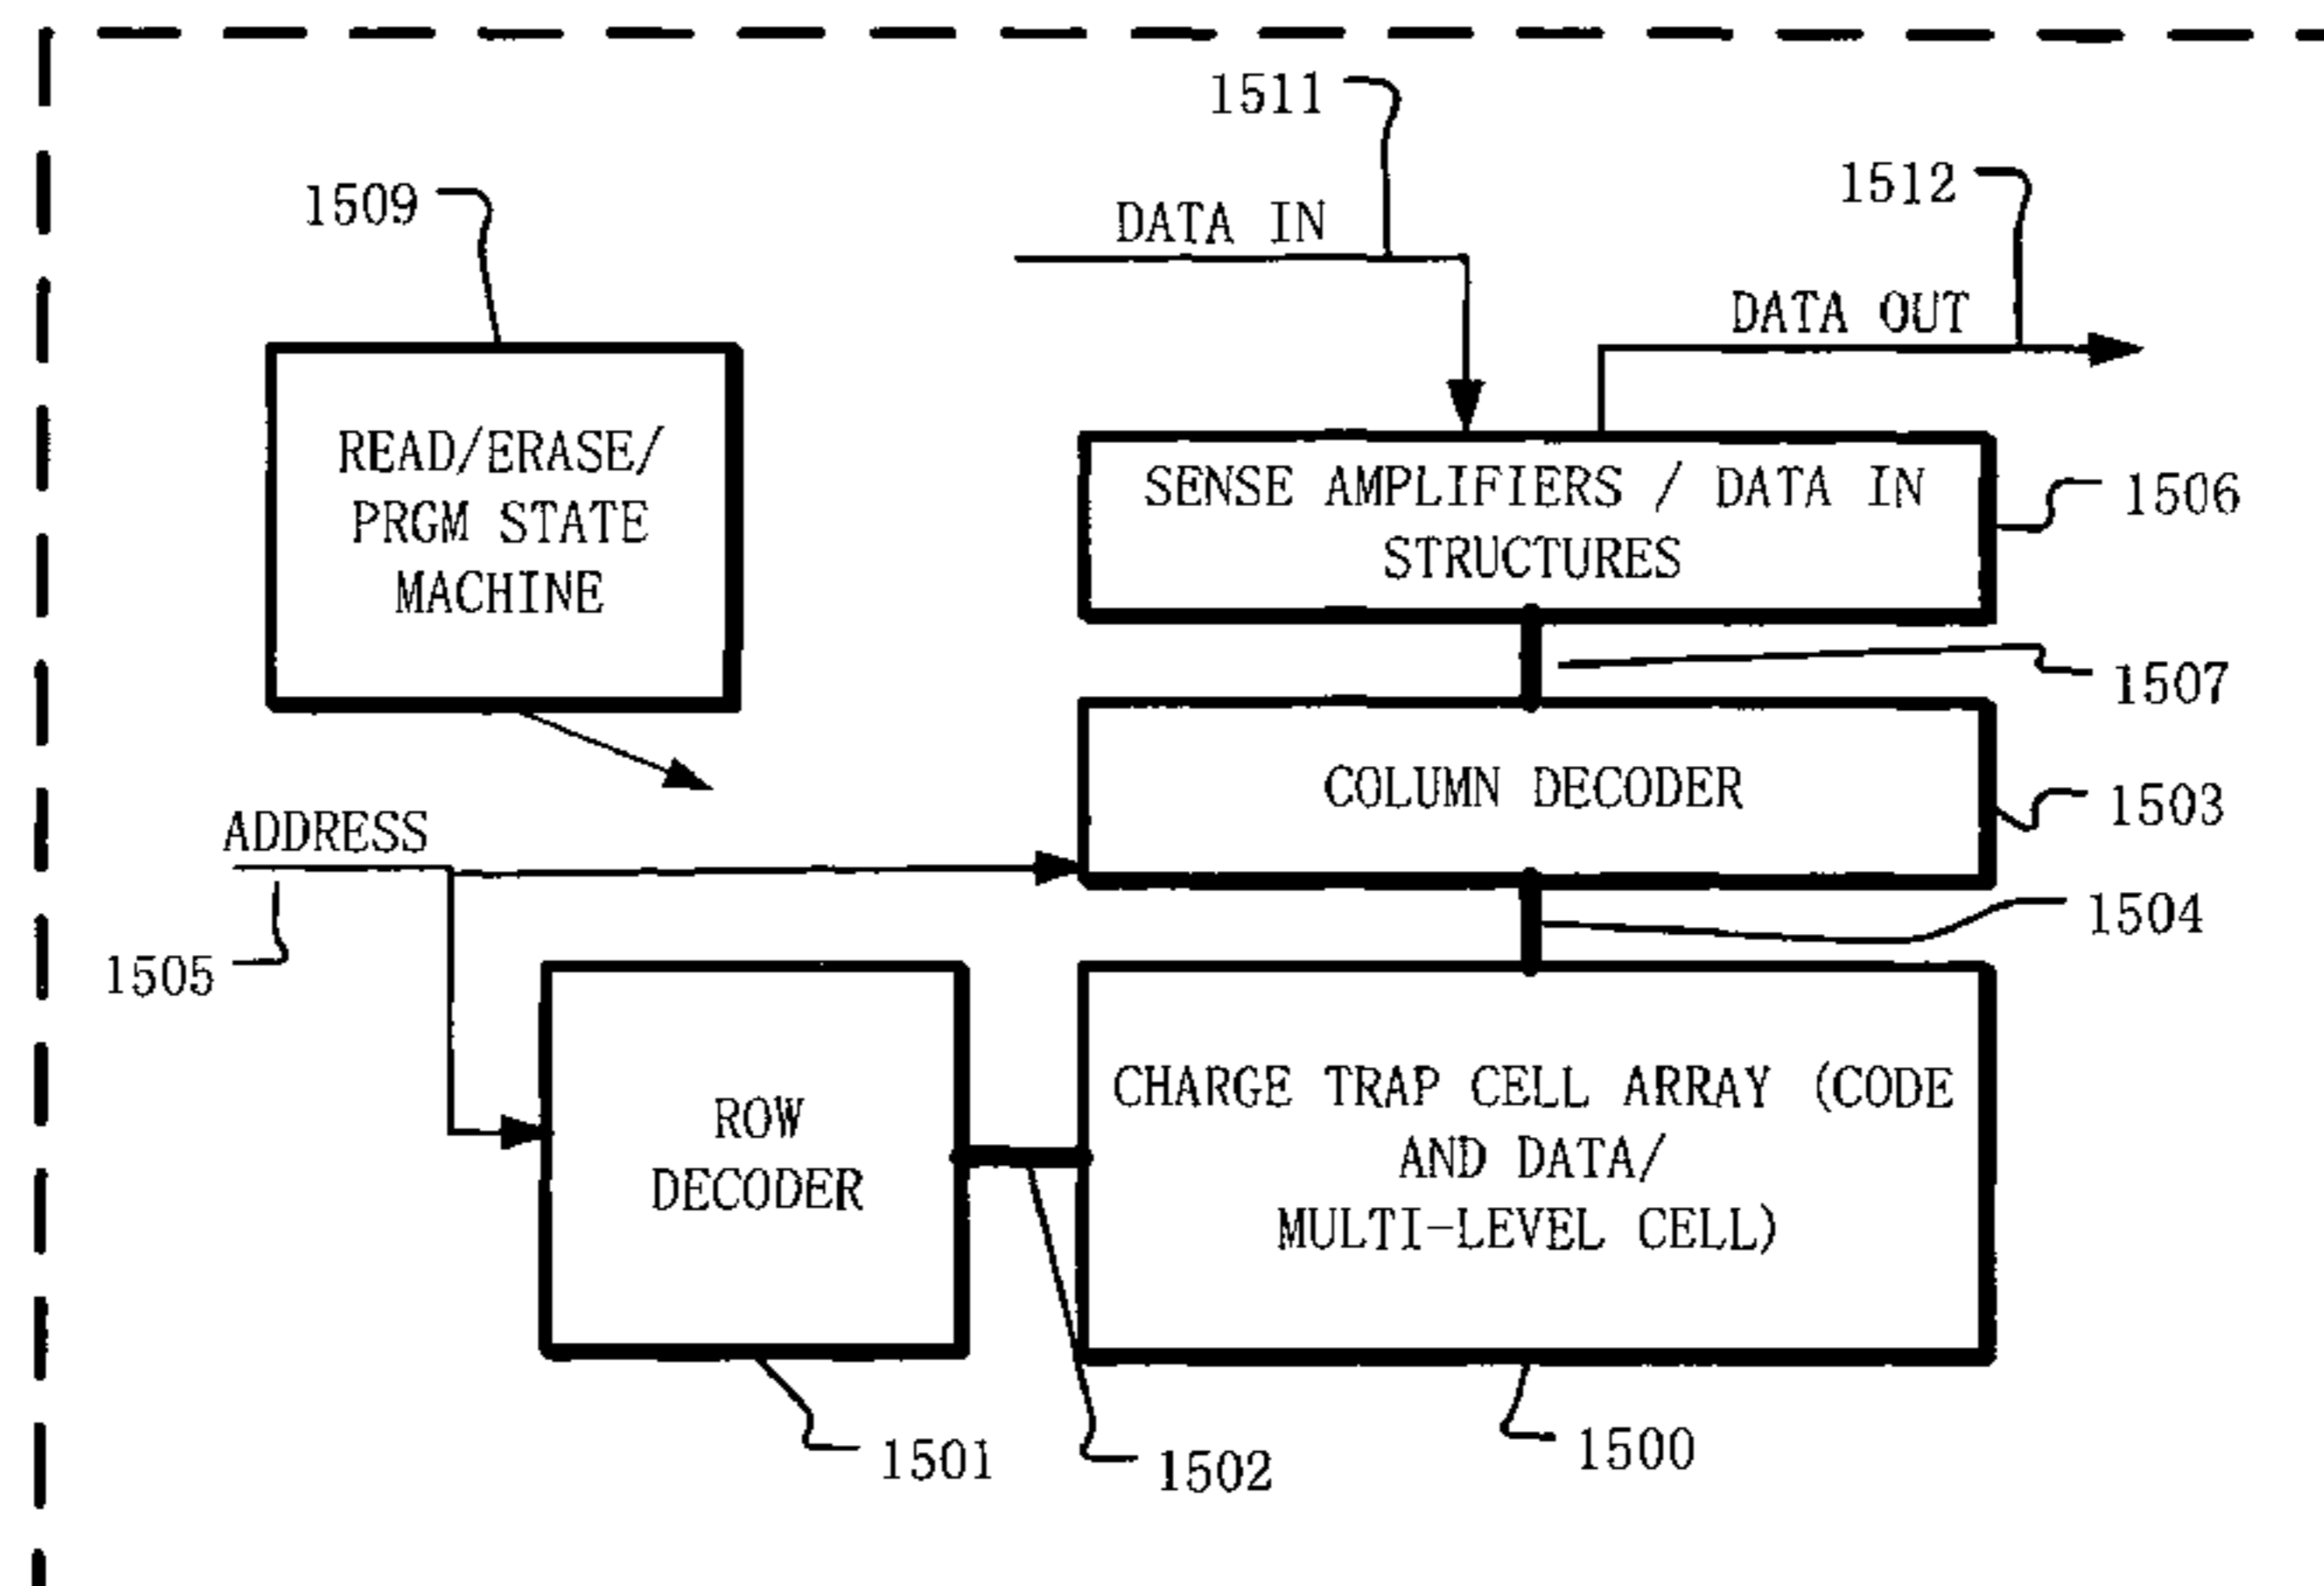 1511
1512
1509
DATA IN
DATA OUT
READ/ERASE/
PRGM STATE
MACHINE
SENSE AMPLIFIERS / DATA IN
STRUCTURES
1506
1507
COLUMN DECODER
1503
ADDRESS
1504
1505
ROW
DECODER
CHARGE TRAP CELL ARRAY (CODE
AND DATA/
MULTI-LEVEL CELL)
1501
1502
1500